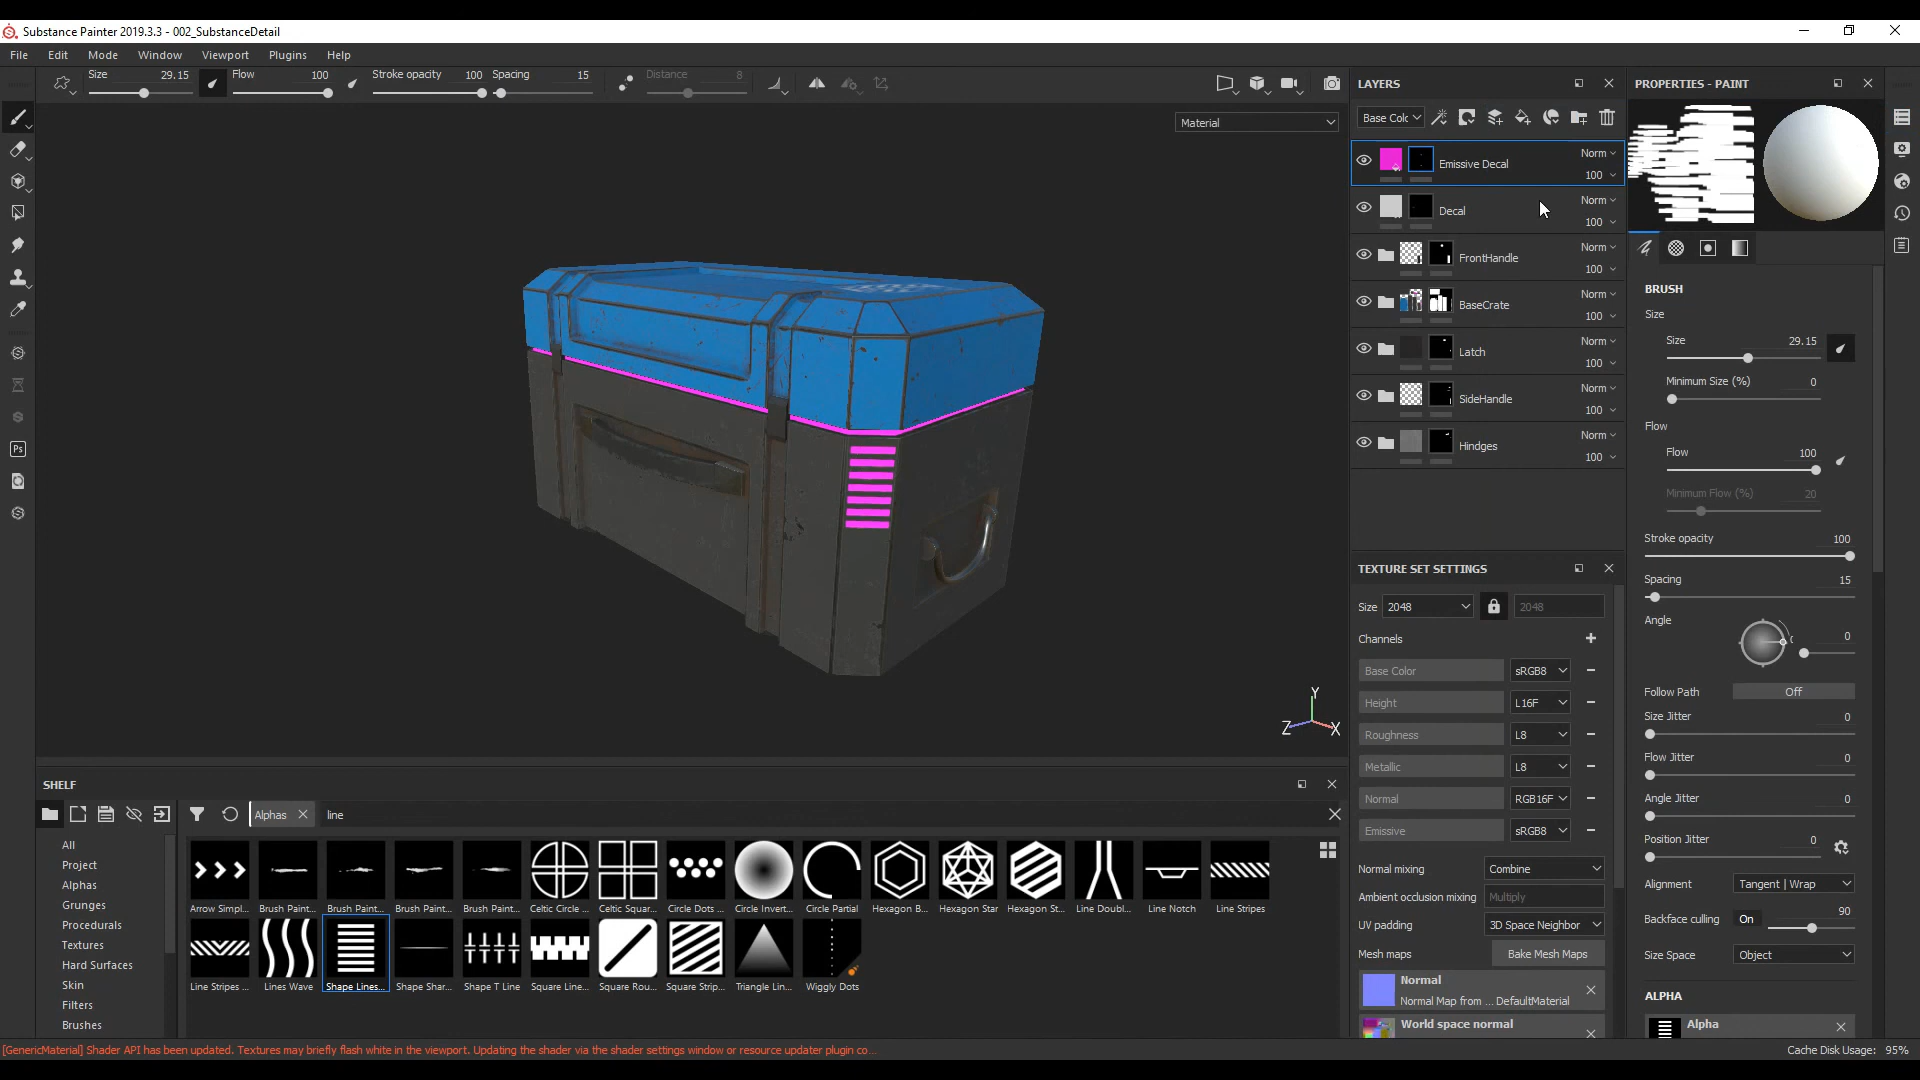 Substance Painter 2019.3.3 - 002_SubstanceDetail
File Edit Mode Window Viewport Plugins Help
Size 29.15 Flow 100 Stroke opacity 100 Spacing 15 Distance 8
Material
LAYERS
Base Colc
Emissive Decal Norm 100
Decal Norm 100
FrontHandle Norm 100
BaseCrate Norm 100
Latch Norm 100
SideHandle Norm 100
Hindges Norm 100
TEXTURE SET SETTINGS
Size 2048 2048
Channels
Base Color sRGB8
Height L16F
Roughness L8
Metallic L8
Normal RGB16F
Emissive sRGB8
Normal mixing Combine
Ambient occlusion mixing Multiply
UV padding 3D Space Neighbor
Mesh maps Bake Mesh Maps
Normal
Normal Map from ... DefaultMaterial
World space normal
PROPERTIES - PAINT
BRUSH
Size
Size 29.15
Minimum Size (%) 0
Flow
Flow 100
Minimum Flow (%) 20
Stroke opacity 100
Spacing 15
Angle 0
Follow Path Off
Size Jitter 0
Flow Jitter 0
Angle Jitter 0
Position Jitter 0
Alignment Tangent | Wrap
Backface culling On 90
Size Space Object
ALPHA
Alpha
Y
Z X
Ps
SHELF
Alphas line
All
Project
Alphas
Grunges
Procedurals
Textures
Hard Surfaces
Skin
Filters
Brushes
Arrow Simpl... Brush Paint... Brush Paint... Brush Paint... Brush Paint... Celtic Circle ... Celtic Squar... Circle Dots ... Circle Invert... Circle Partial Hexagon B... Hexagon Star Hexagon St... Line Doubl... Line Notch Line Stripes
Line Stripes ... Lines Wave Shape Lines... Shape Shar... Shape T Line Square Line... Square Rou... Square Strip... Triangle Lin... Wiggly Dots
[GenericMaterial] Shader API has been updated. Textures may briefly flash white in the viewport. Updating the shader via the shader settings window or resource updater plugin co...
Cache Disk Usage: 95%